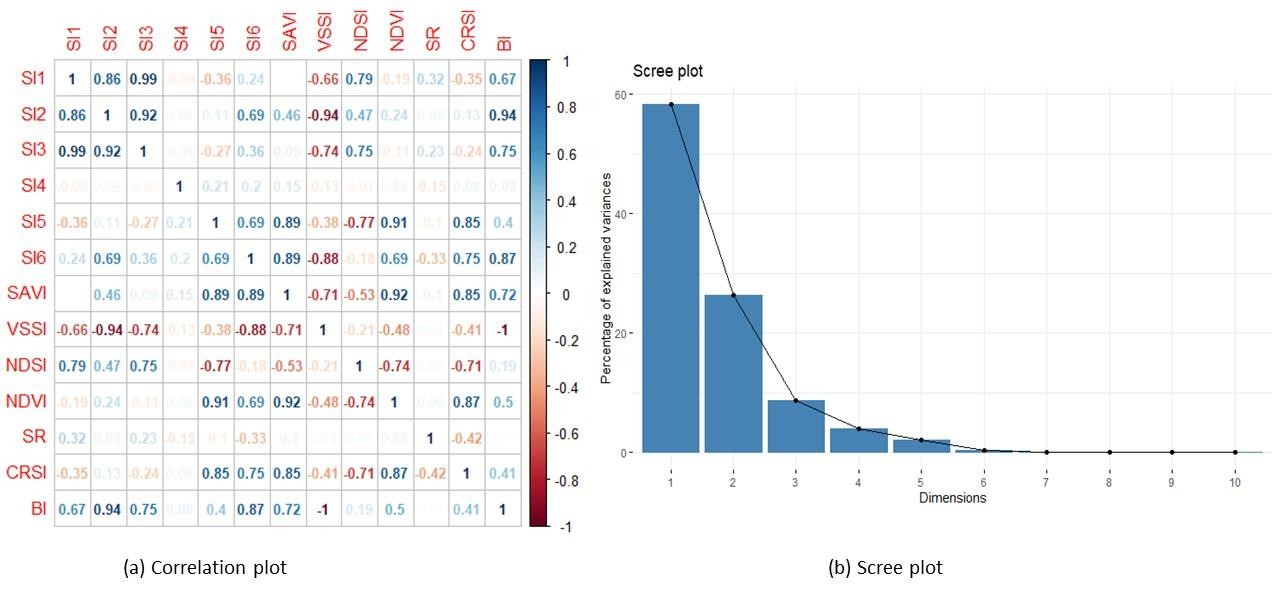 SI1 SI2 SI3 SI4 SI5 SI6 SAVI VSSI NDSI NDVI SR CRSI BI
SI1 1 0.86 0.99 -0.09 -0.36 0.24 -0.66 0.79 -0.19 0.32 -0.35 0.67
SI2 0.86 1 0.92 0.06 0.11 0.69 0.46 -0.94 0.47 0.24 0.08 0.13 0.94
SI3 0.99 0.92 1 -0.06 -0.27 0.36 0.09 -0.74 0.75 -0.11 0.23 -0.24 0.75
SI4 -0.09 0.06 -0.06 1 0.21 0.2 0.15 -0.13 -0.07 0.06 -0.15 0.08 0.08
SI5 -0.36 0.11 -0.27 0.21 1 0.69 0.89 -0.38 -0.77 0.91 -0.1 0.85 0.4
SI6 0.24 0.69 0.36 0.2 0.69 1 0.89 -0.88 -0.18 0.69 -0.33 0.75 0.87
SAVI 0.46 0.09 0.15 0.89 0.89 1 -0.71 -0.53 0.92 -0.1 0.85 0.72
VSSI -0.66 -0.94 -0.74 -0.13 -0.38 -0.88 -0.71 1 -0.21 -0.48 0.04 -0.41 -1
NDSI 0.79 0.47 0.75 -0.07 -0.77 -0.18 -0.53 -0.21 1 -0.74 0.05 -0.71 0.19
NDVI -0.19 0.24 -0.11 0.06 0.91 0.69 0.92 -0.48 -0.74 1 0.06 0.87 0.5
SR 0.32 0.08 0.23 -0.15 -0.1 -0.33 -0.1 0.04 0.05 0.06 1 -0.42
CRSI -0.35 0.13 -0.24 0.08 0.85 0.75 0.85 -0.41 -0.71 0.87 -0.42 1 0.41
BI 0.67 0.94 0.75 0.08 0.4 0.87 0.72 -1 0.19 0.5 0.41 1
1
0.8
0.6
0.4
0.2
0
-0.2
-0.4
-0.6
-0.8
-1
(a) Correlation plot
Scree plot
Percentage of explained variances
60
40
20
0
1 2 3 4 5 6 7 8 9 10
Dimensions
(b) Scree plot